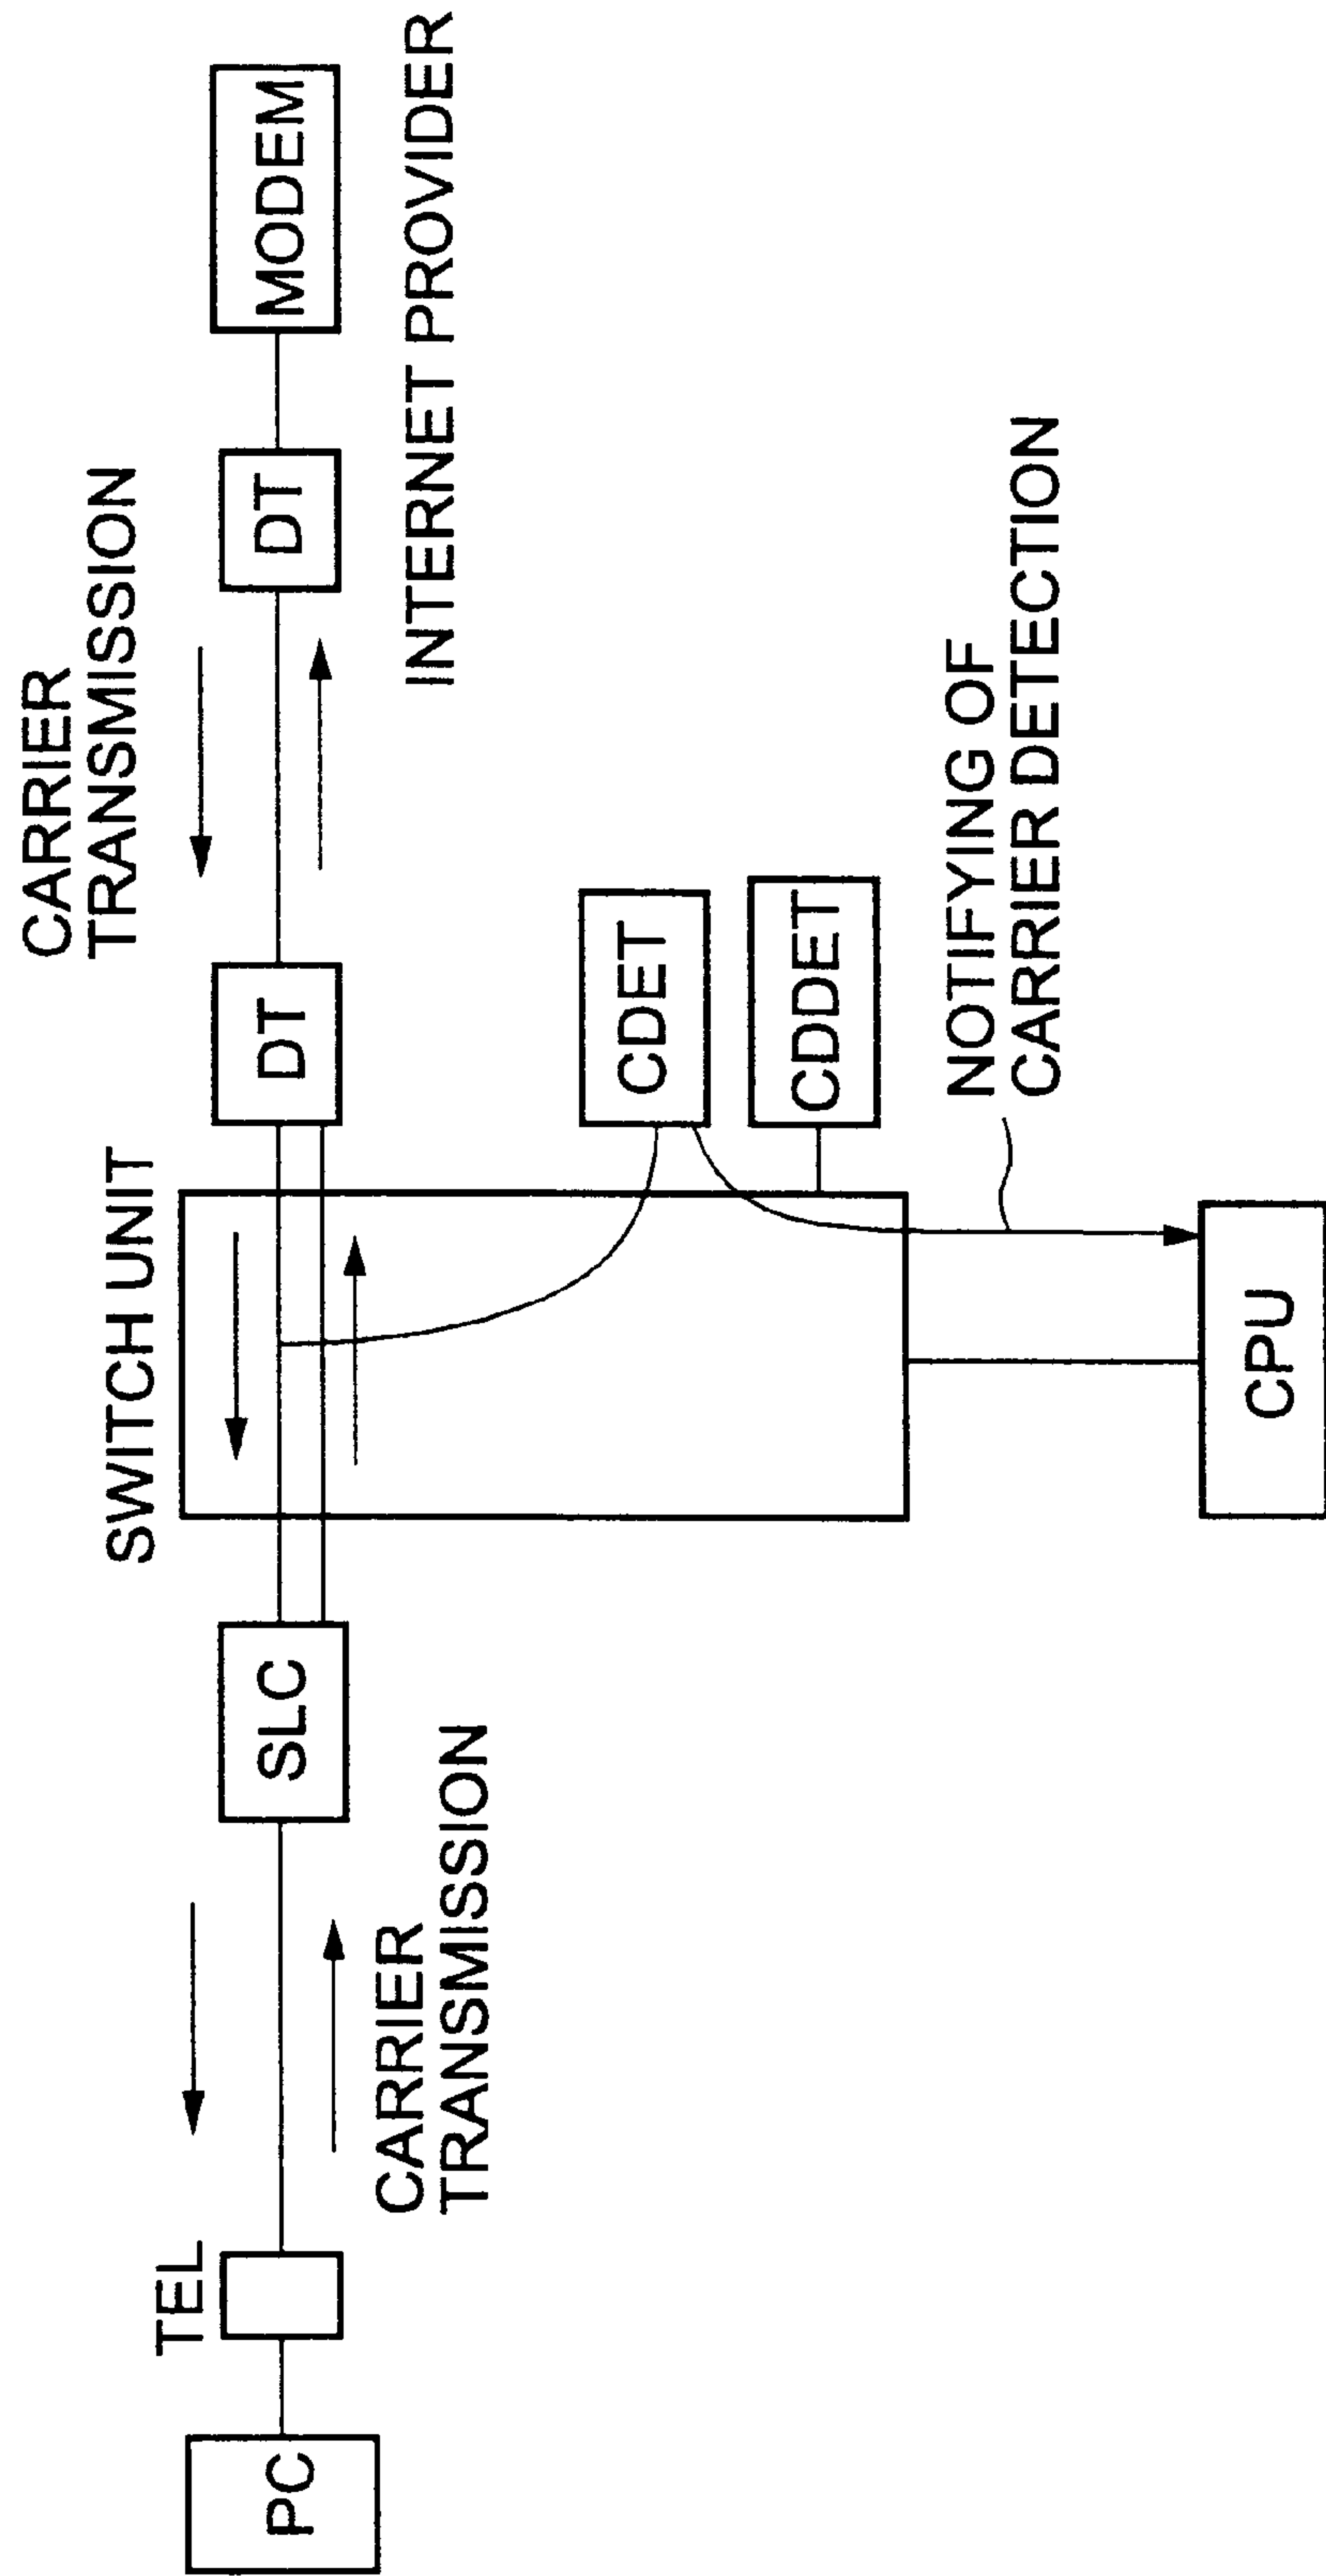 CARRIER
TRANSMISSION
SWITCH UNIT
TEL
PC
SLC
DT
DT
MODEM
CARRIER
TRANSMISSION
INTERNET PROVIDER
CDET
CDDET
NOTIFYING OF
CARRIER DETECTION
CPU